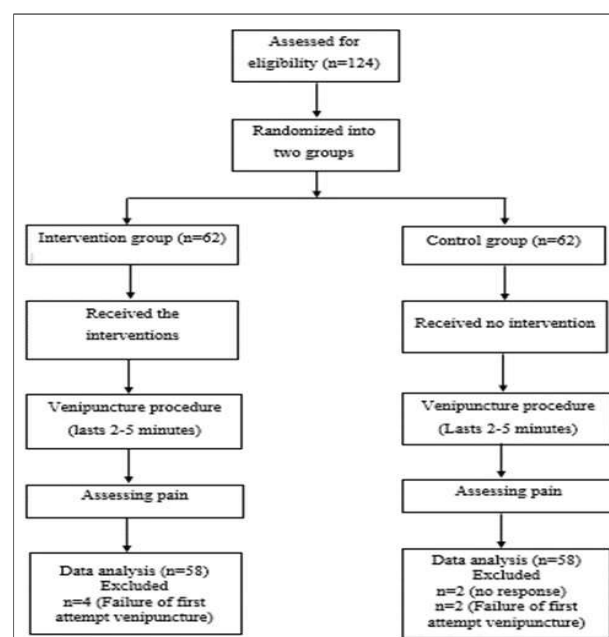 Assessed for
eligibility (n=124)
Randomized into
two groups
Intervention group (n=62)
Control group (n=62)
Received the
interventions
Received no intervention
Venipuncture procedure
(lasts 2-5 minutes)
Venipuncture procedure
(Lasts 2-5 minutes)
Assessing pain
Assessing pain
Data analysis (n=58)
Excluded
n=4 (Failure of first
attempt venipuncture)
Data analysis (n=58)
Excluded
n=2 (no response)
n=2 (Failure of first
attempt venipuncture)